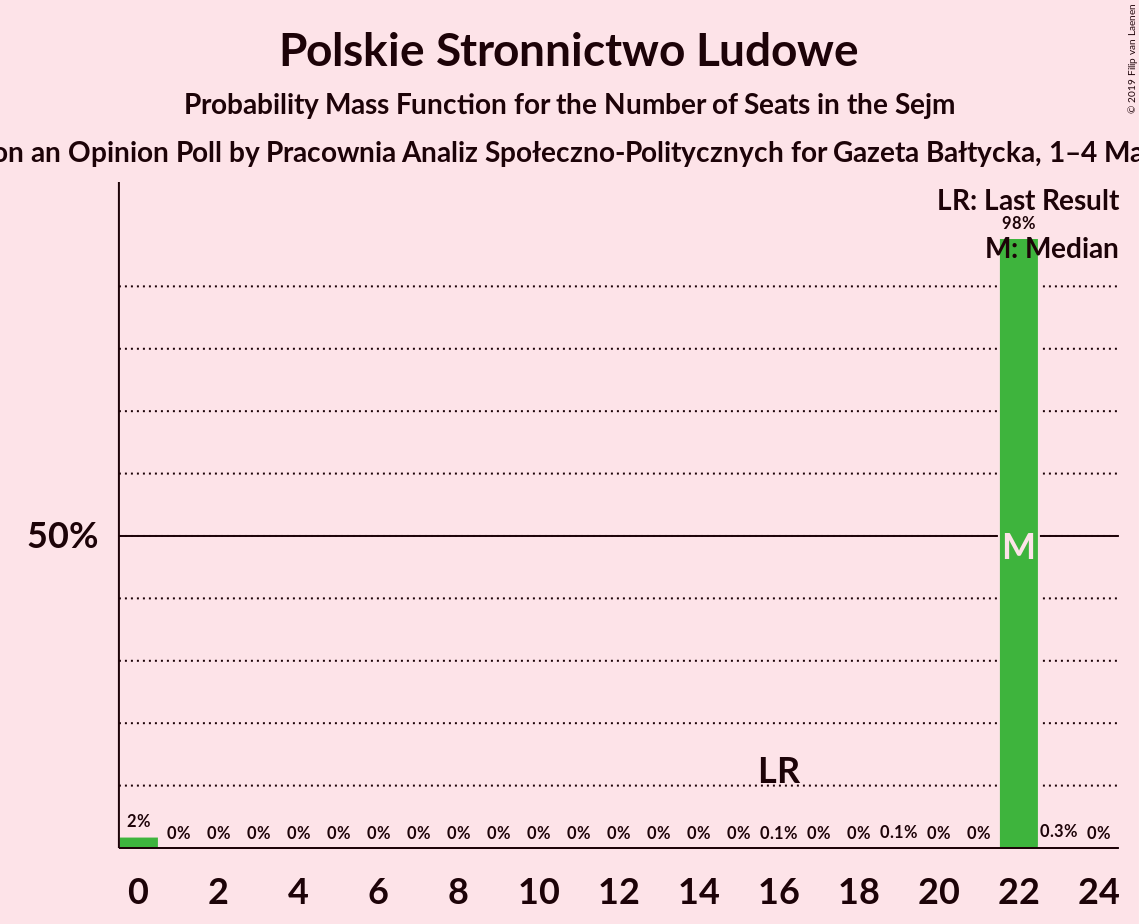 Polskie Stronnictwo Ludowe
Probability Mass Function for the Number of Seats in the Sejm
on an Opinion Poll by Pracownia Analiz Społeczno-Politycznych for Gazeta Bałtycka, 1–4 Ma
© 2019 Filip van Laenen
LR: Last Result
98%
M: Median
50%
M
LR
2% 0% 0% 0% 0% 0% 0% 0% 0% 0% 0% 0% 0% 0% 0% 0% 0.1% 0% 0% 0.1% 0% 0% 0.3% 0%
0 2 4 6 8 10 12 14 16 18 20 22 24